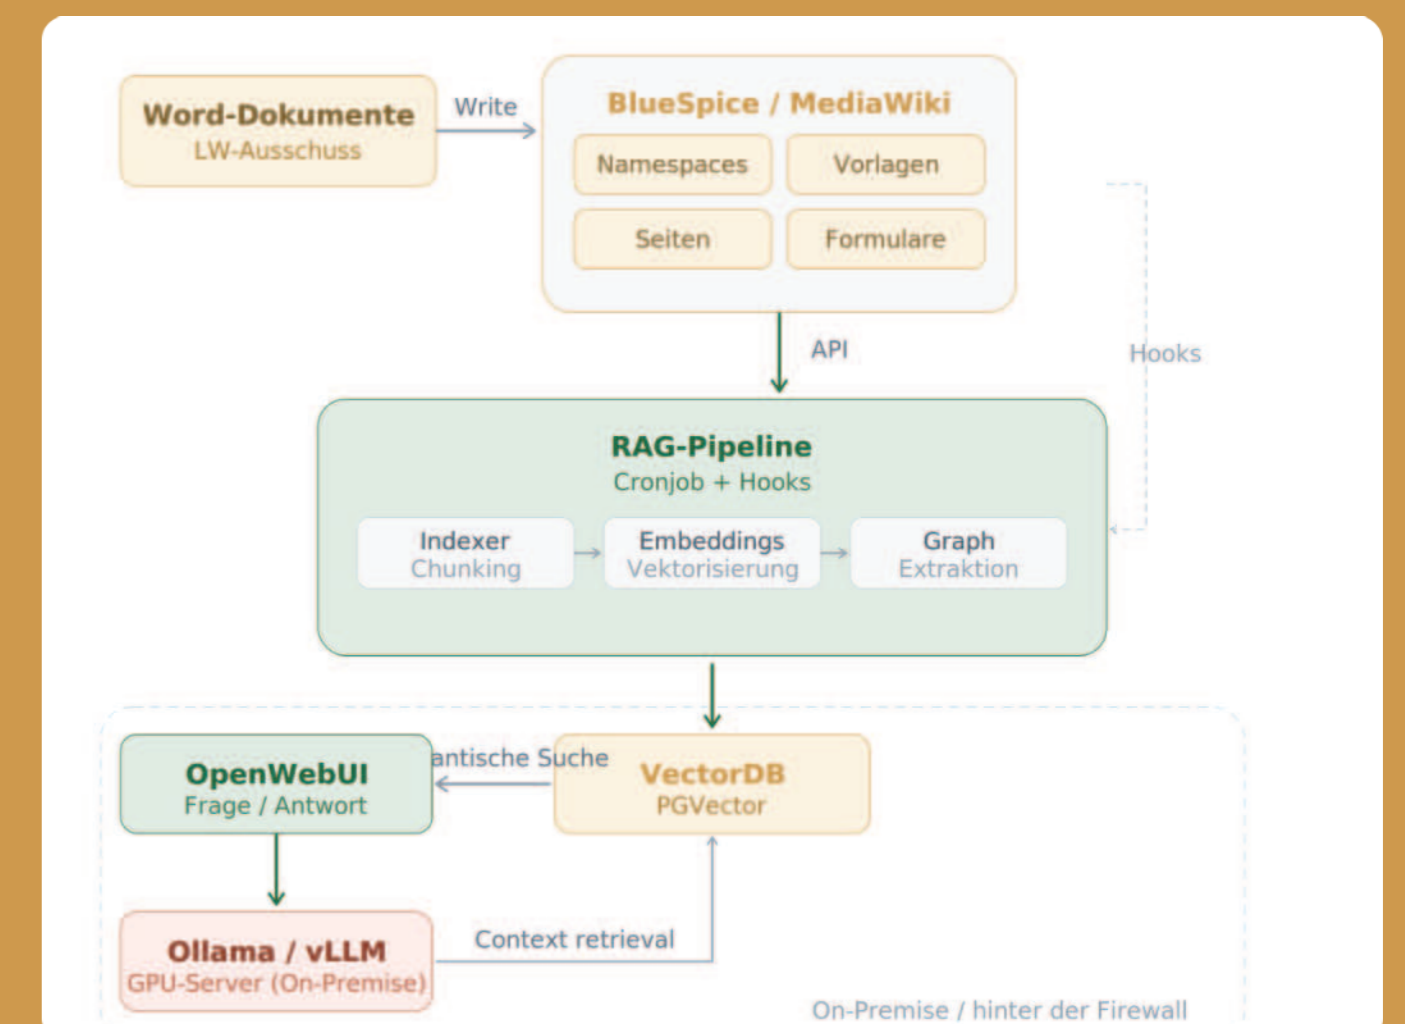 Word-Dokumente
LW-Ausschuss
Write
BlueSpice / MediaWiki
Namespaces
Vorlagen
Seiten
Formulare
API
Hooks
RAG-Pipeline
Cronjob + Hooks
Indexer
Chunking
Embeddings
Vektorisierung
Graph
Extraktion
OpenWebUI
Frage / Antwort
antische Suche
VectorDB
PGVector
Ollama / vLLM
GPU-Server (On-Premise)
Context retrieval
On-Premise / hinter der Firewall